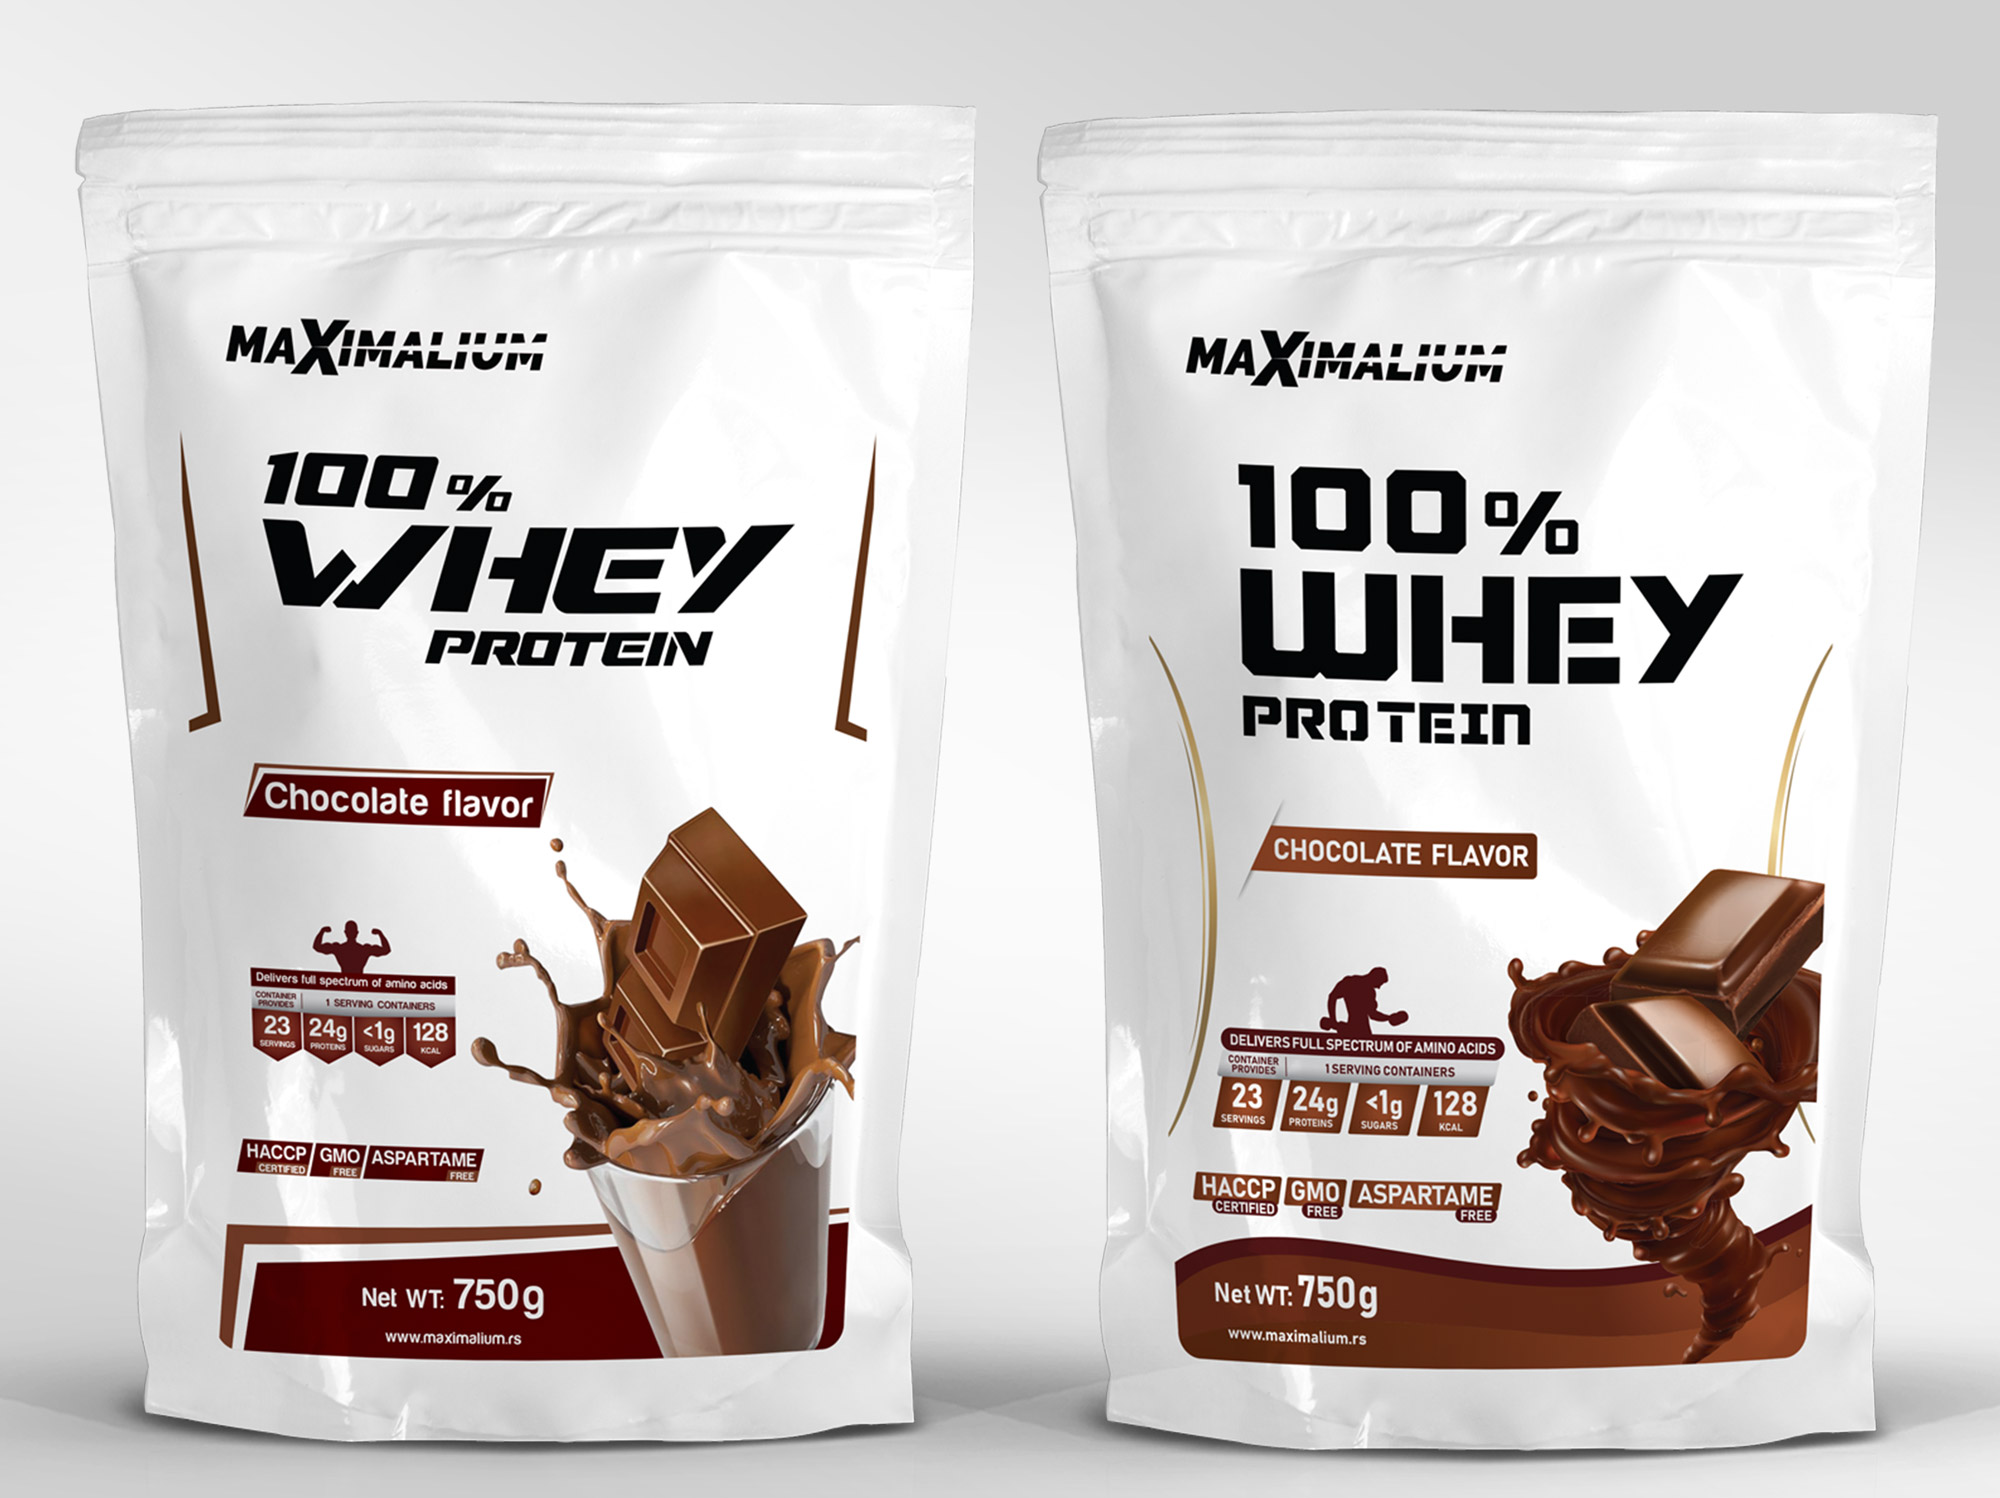 MAXIMALIUM
100%
WHEY
PROTEIN
Chocolate flavor
Delivers full spectrum of amino acids
CONTAINER PROVIDES
1 SERVING CONTAINERS
23 SERVINGS
24g PROTEINS
<1g SUGARS
128 KCAL
HACCP CERTIFIED
GMO FREE
ASPARTAME FREE
Net WT: 750g
www.maximalium.rs
MAXIMALIUM
100%
WHEY
PROTEIN
CHOCOLATE FLAVOR
DELIVERS FULL SPECTRUM OF AMINO ACIDS
CONTAINER PROVIDES
1 SERVING CONTAINERS
23 SERVINGS
24g PROTEINS
<1g SUGARS
128 KCAL
HACCP CERTIFIED
GMO FREE
ASPARTAME FREE
Net WT: 750g
www.maximalium.rs